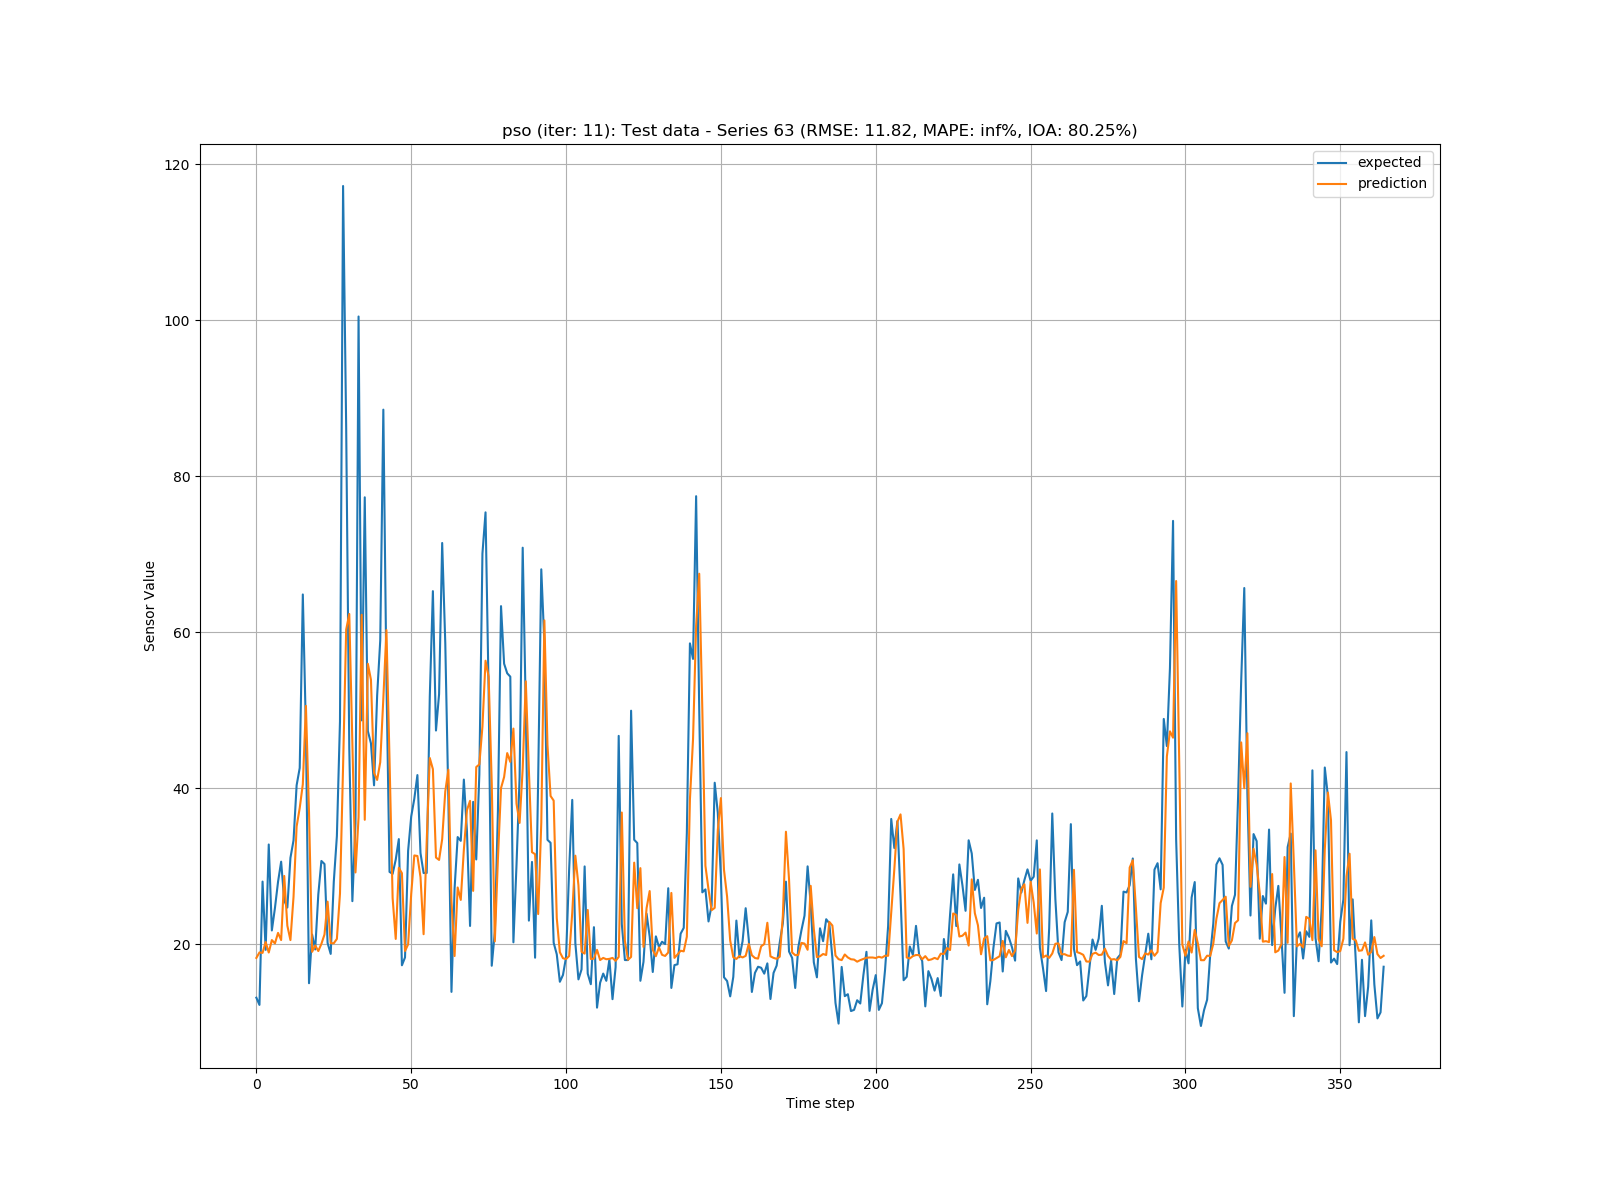 pso (iter: 11): Test data - Series 63 (RMSE: 11.82, MAPE: inf%, IOA: 80.25%)
expected
prediction
120
100
80
60
40
20
Sensor Value
0 50 100 150 200 250 300 350
Time step